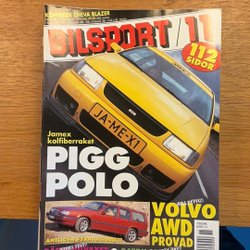 BILSPORT/11
112
SIDOR
JA-ME-X1
Jamex
kolfiberraket
PIGG
POLO
VOLVO
AWD
PROVAD